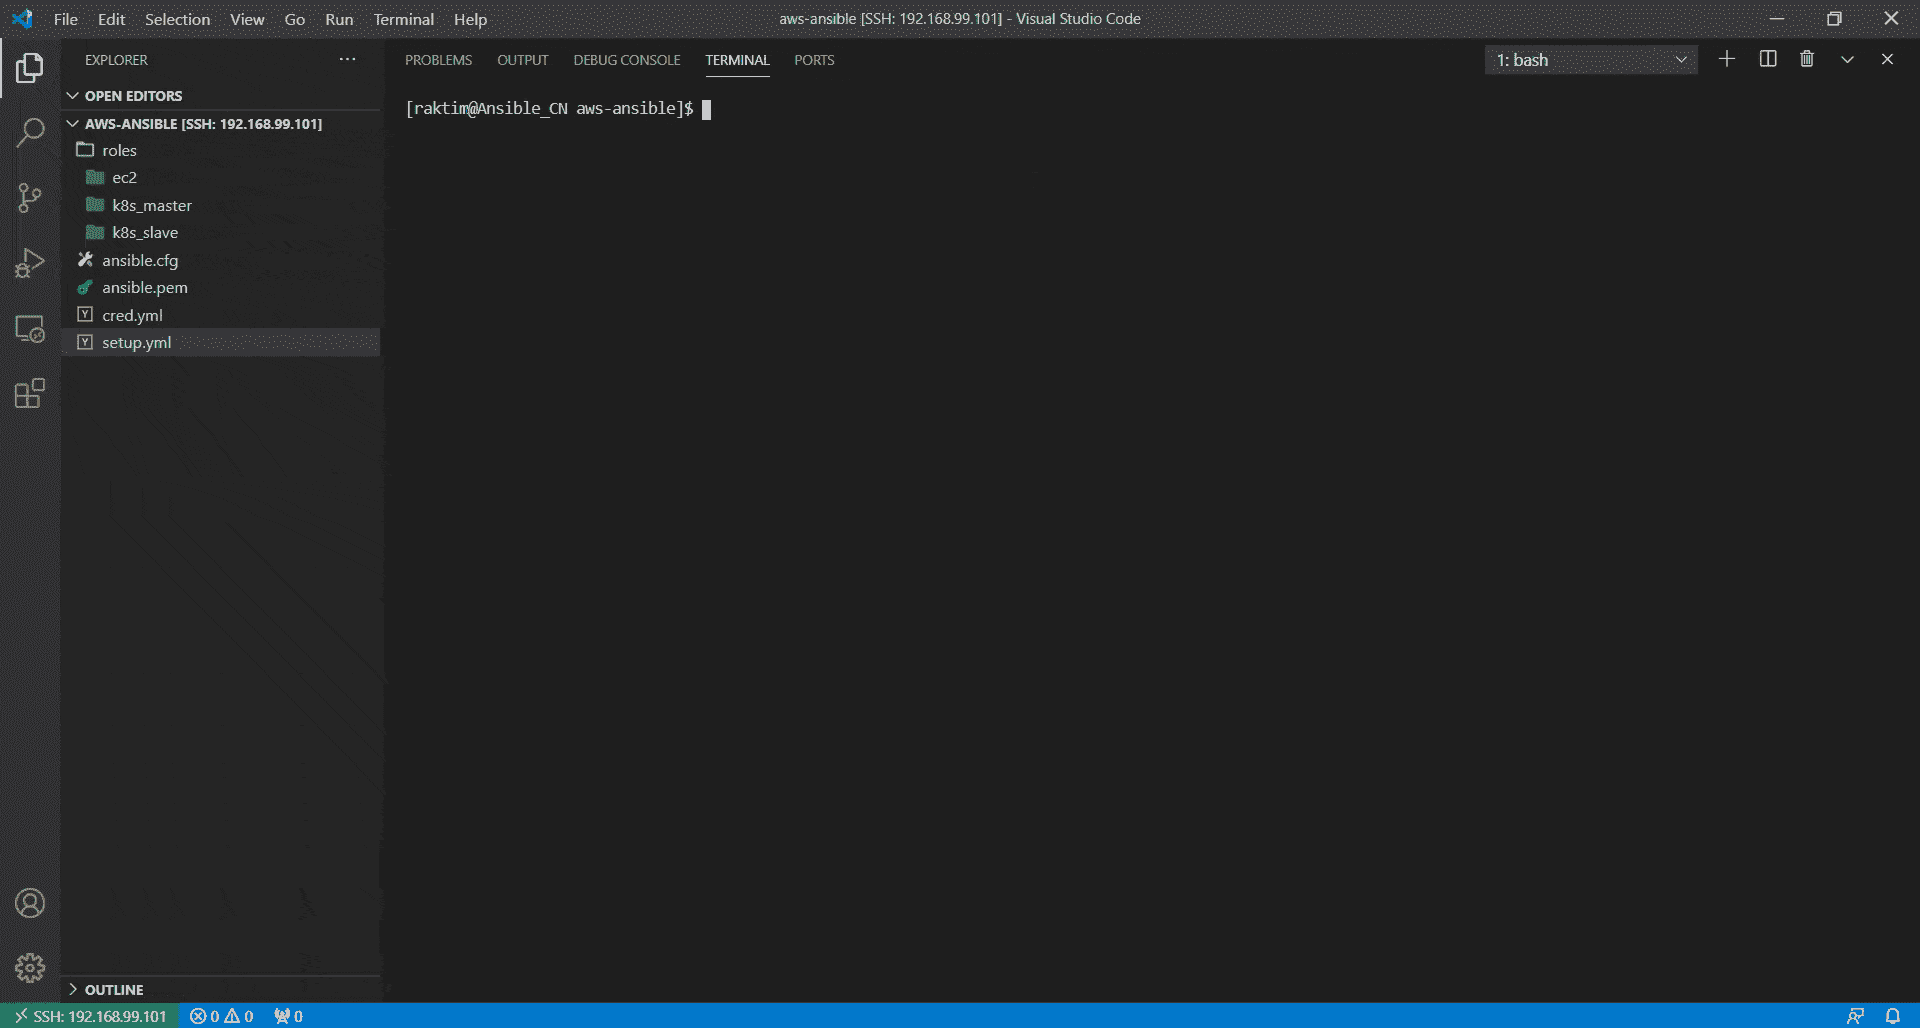 File Edit Selection View Go Run Terminal Help
aws-ansible [SSH: 192.168.99.101] - Visual Studio Code
EXPLORER
OPEN EDITORS
AWS-ANSIBLE [SSH: 192.168.99.101]
roles
ec2
k8s_master
k8s_slave
ansible.cfg
ansible.pem
Y cred.yml
Y setup.yml
OUTLINE
PROBLEMS OUTPUT DEBUG CONSOLE TERMINAL PORTS
1: bash
[raktim@Ansible_CN aws-ansible]$
SSH: 192.168.99.101 0 0 0